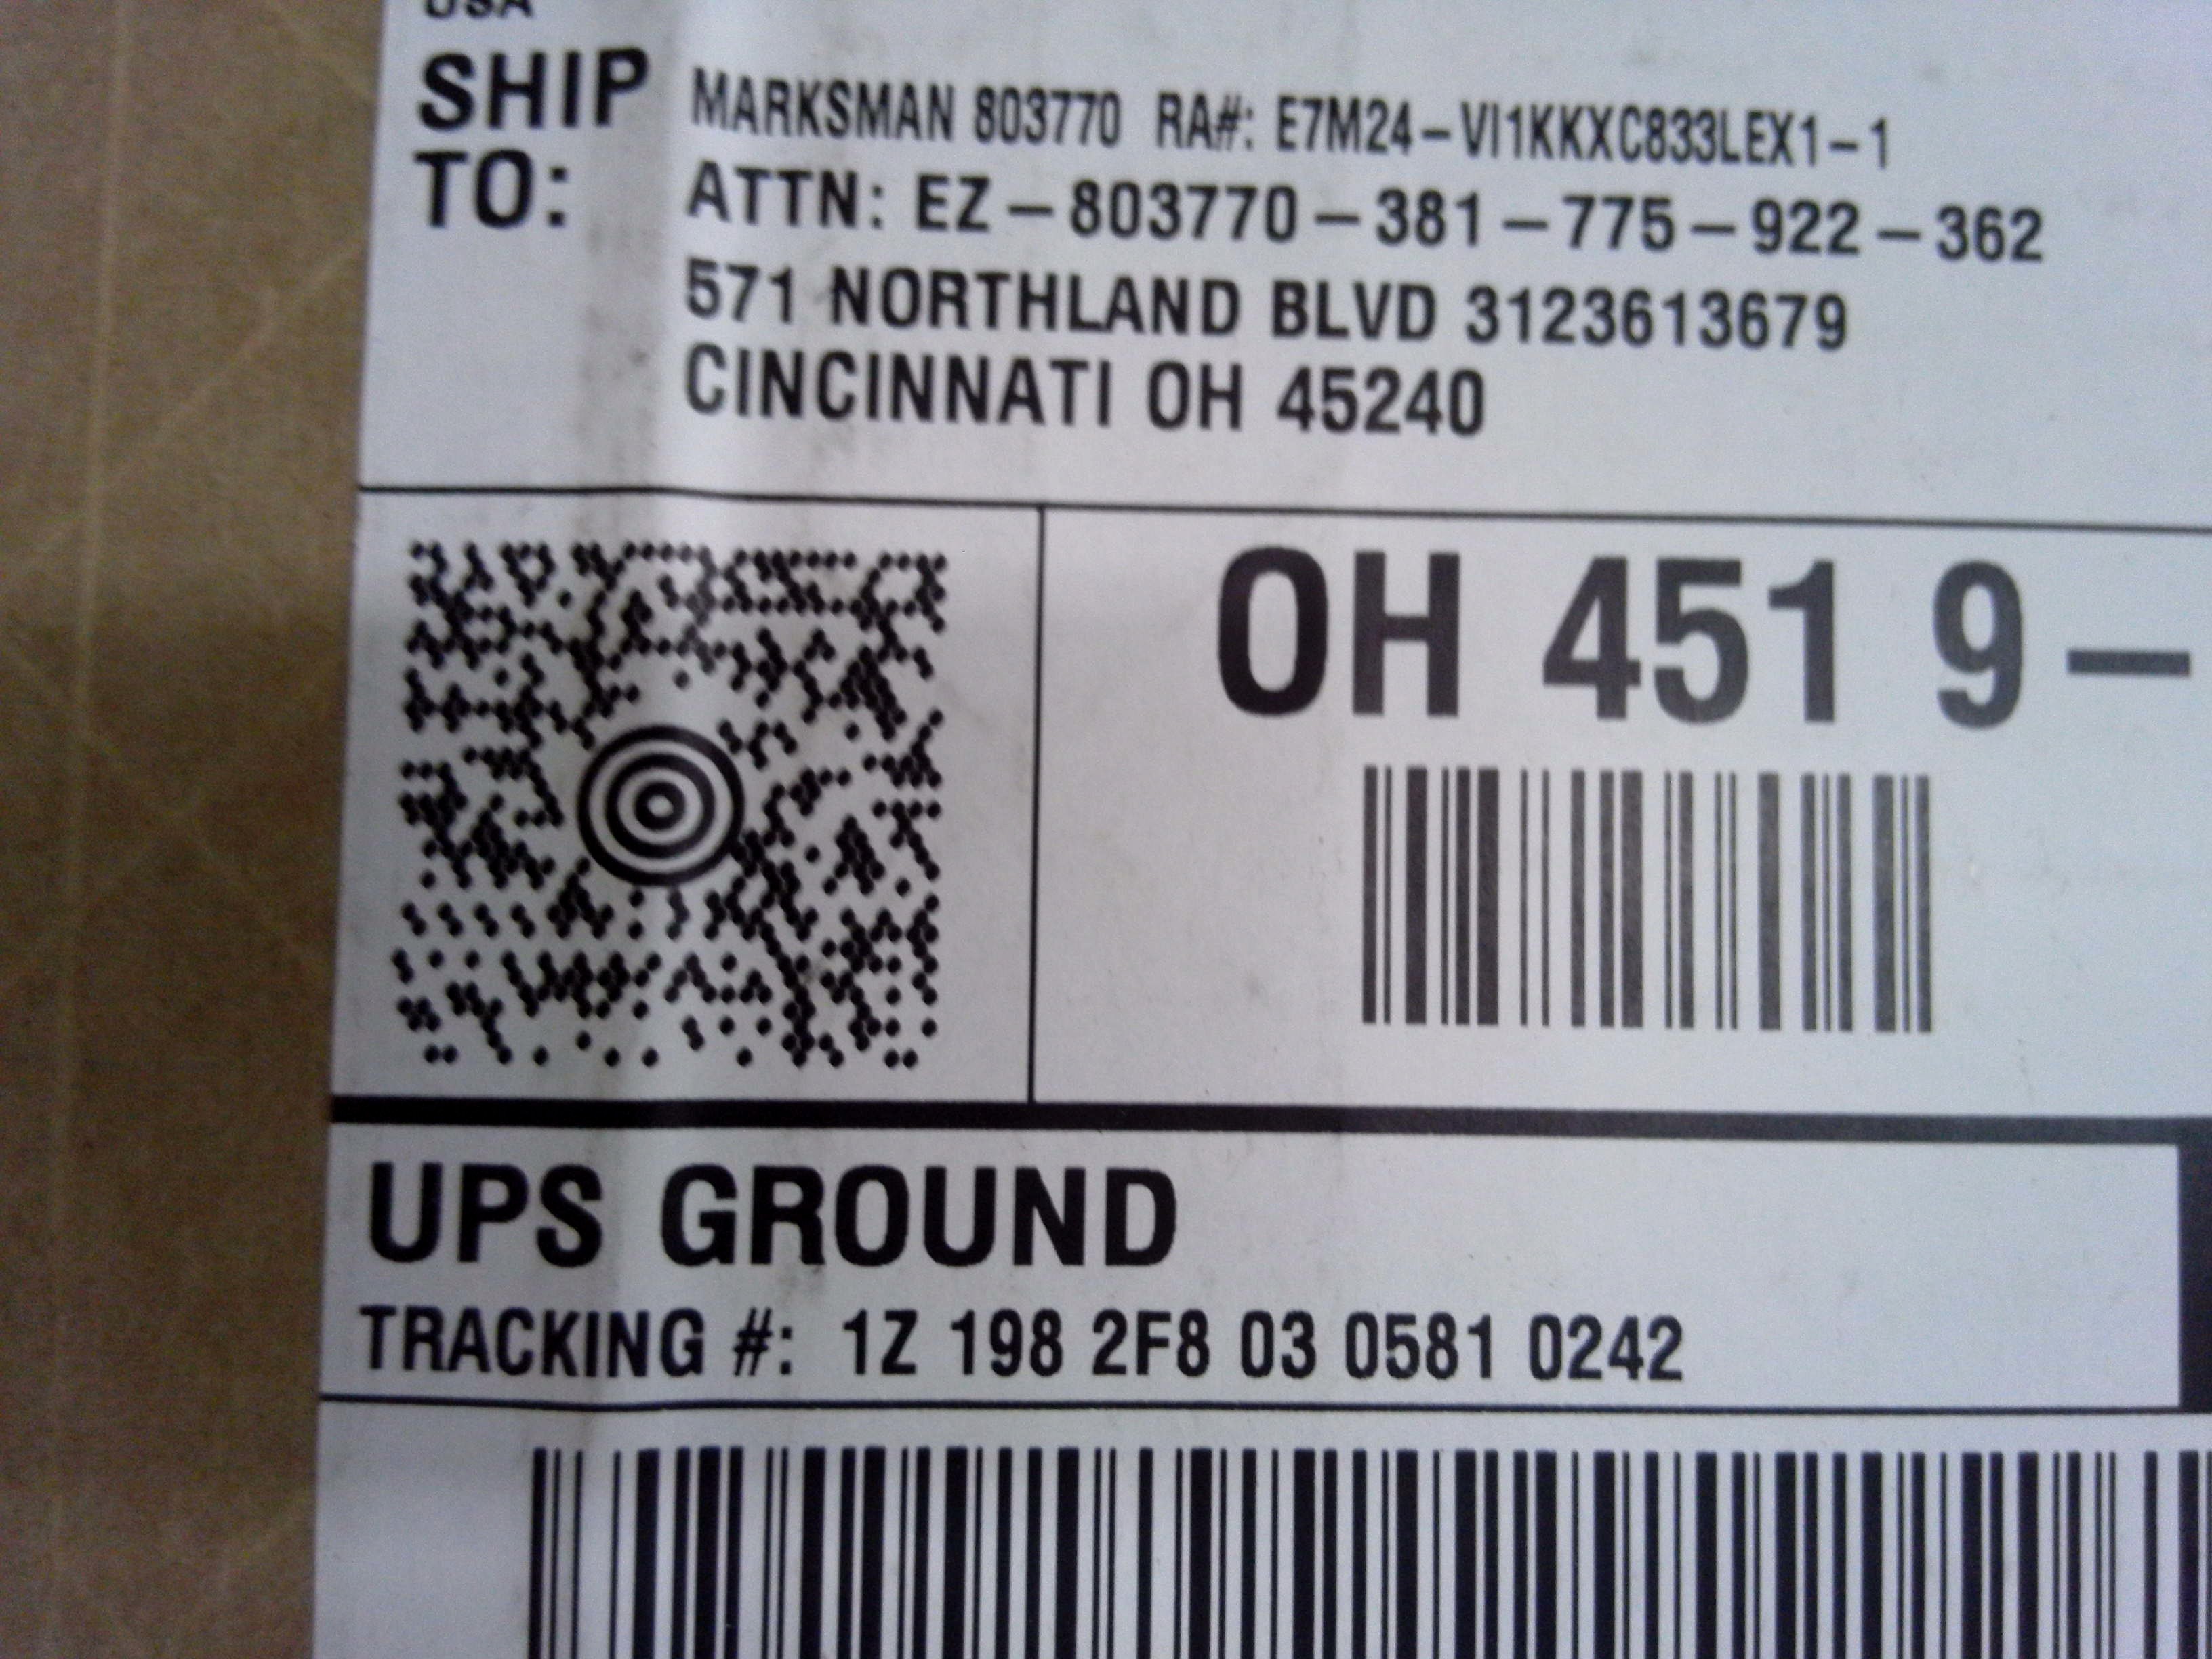 USA
SHIP TO:
MARKSMAN 803770 RA#: E7M24-VI1KKXC833LEX1-1
ATTN: EZ-803770-381-775-922-362
571 NORTHLAND BLVD 3123613679
CINCINNATI OH 45240
OH 451 9-
UPS GROUND
TRACKING #: 1Z 198 2F8 03 0581 0242